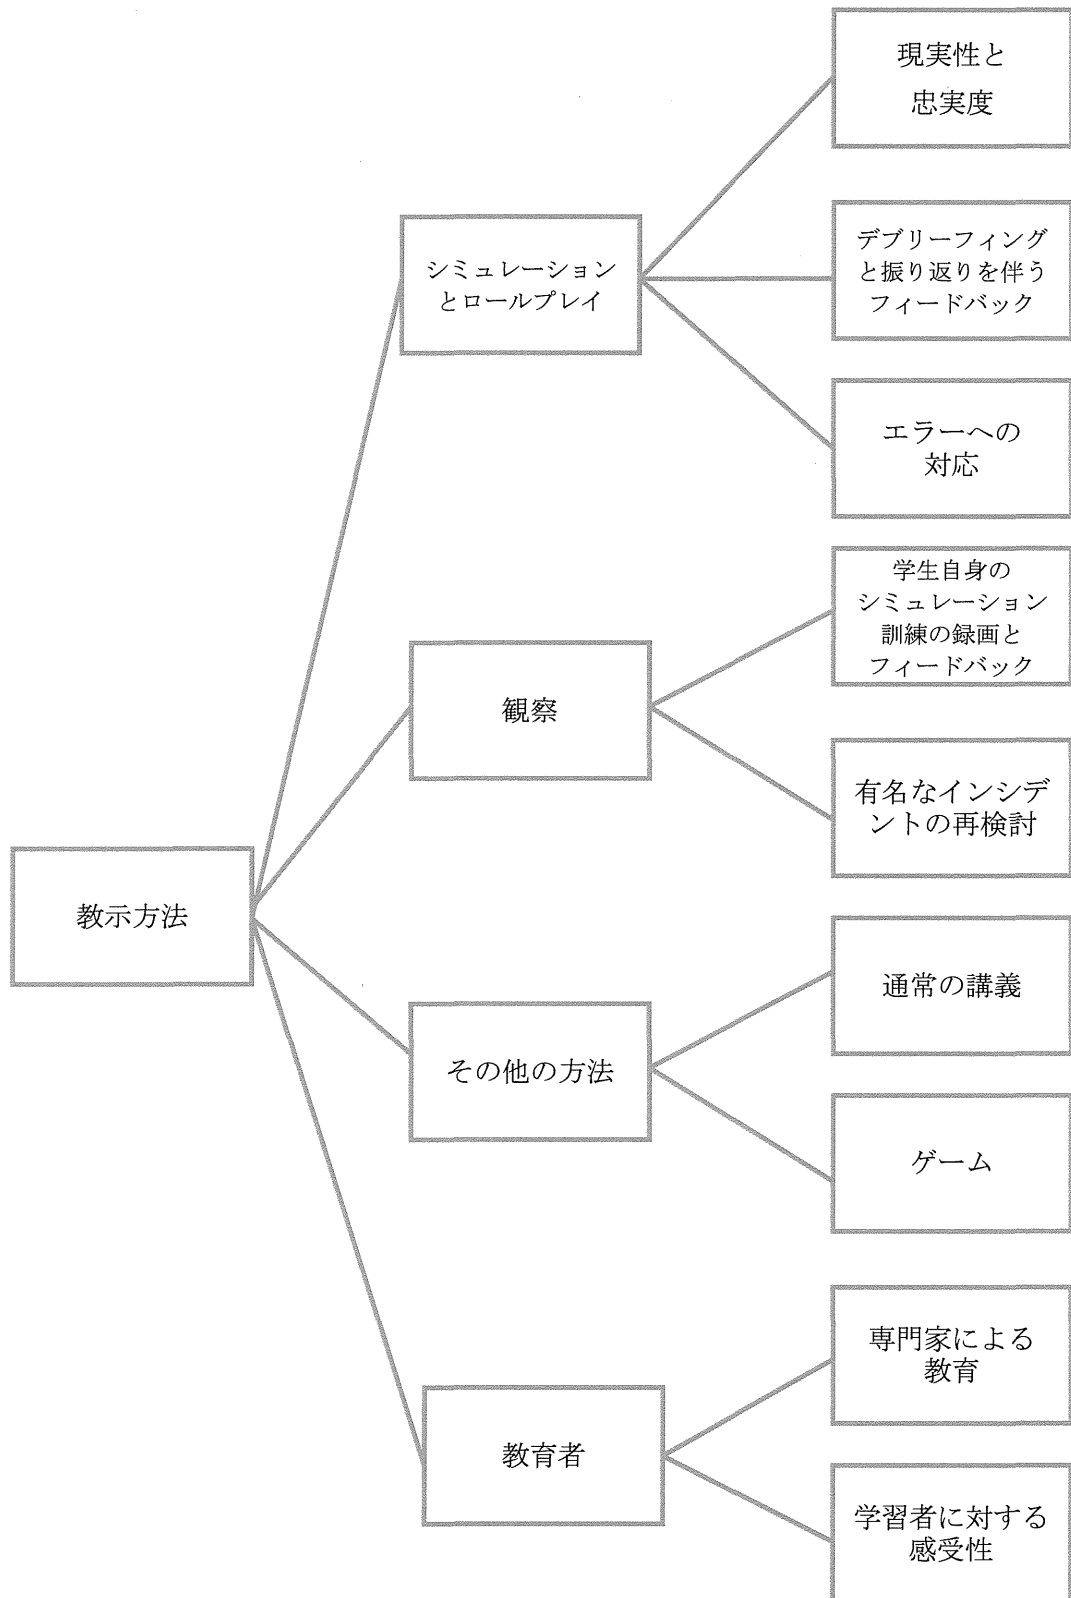 現実性と
忠実度
シミュレーション
とロールプレイ
デブリーフィング
と振り返りを伴う
フィードバック
エラーへの
対応
学生自身の
シミュレーション
訓練の録画と
フィードバック
観察
有名なインシデ
ントの再検討
教示方法
通常の講義
その他の方法
ゲーム
専門家による
教育
教育者
学習者に対する
感受性